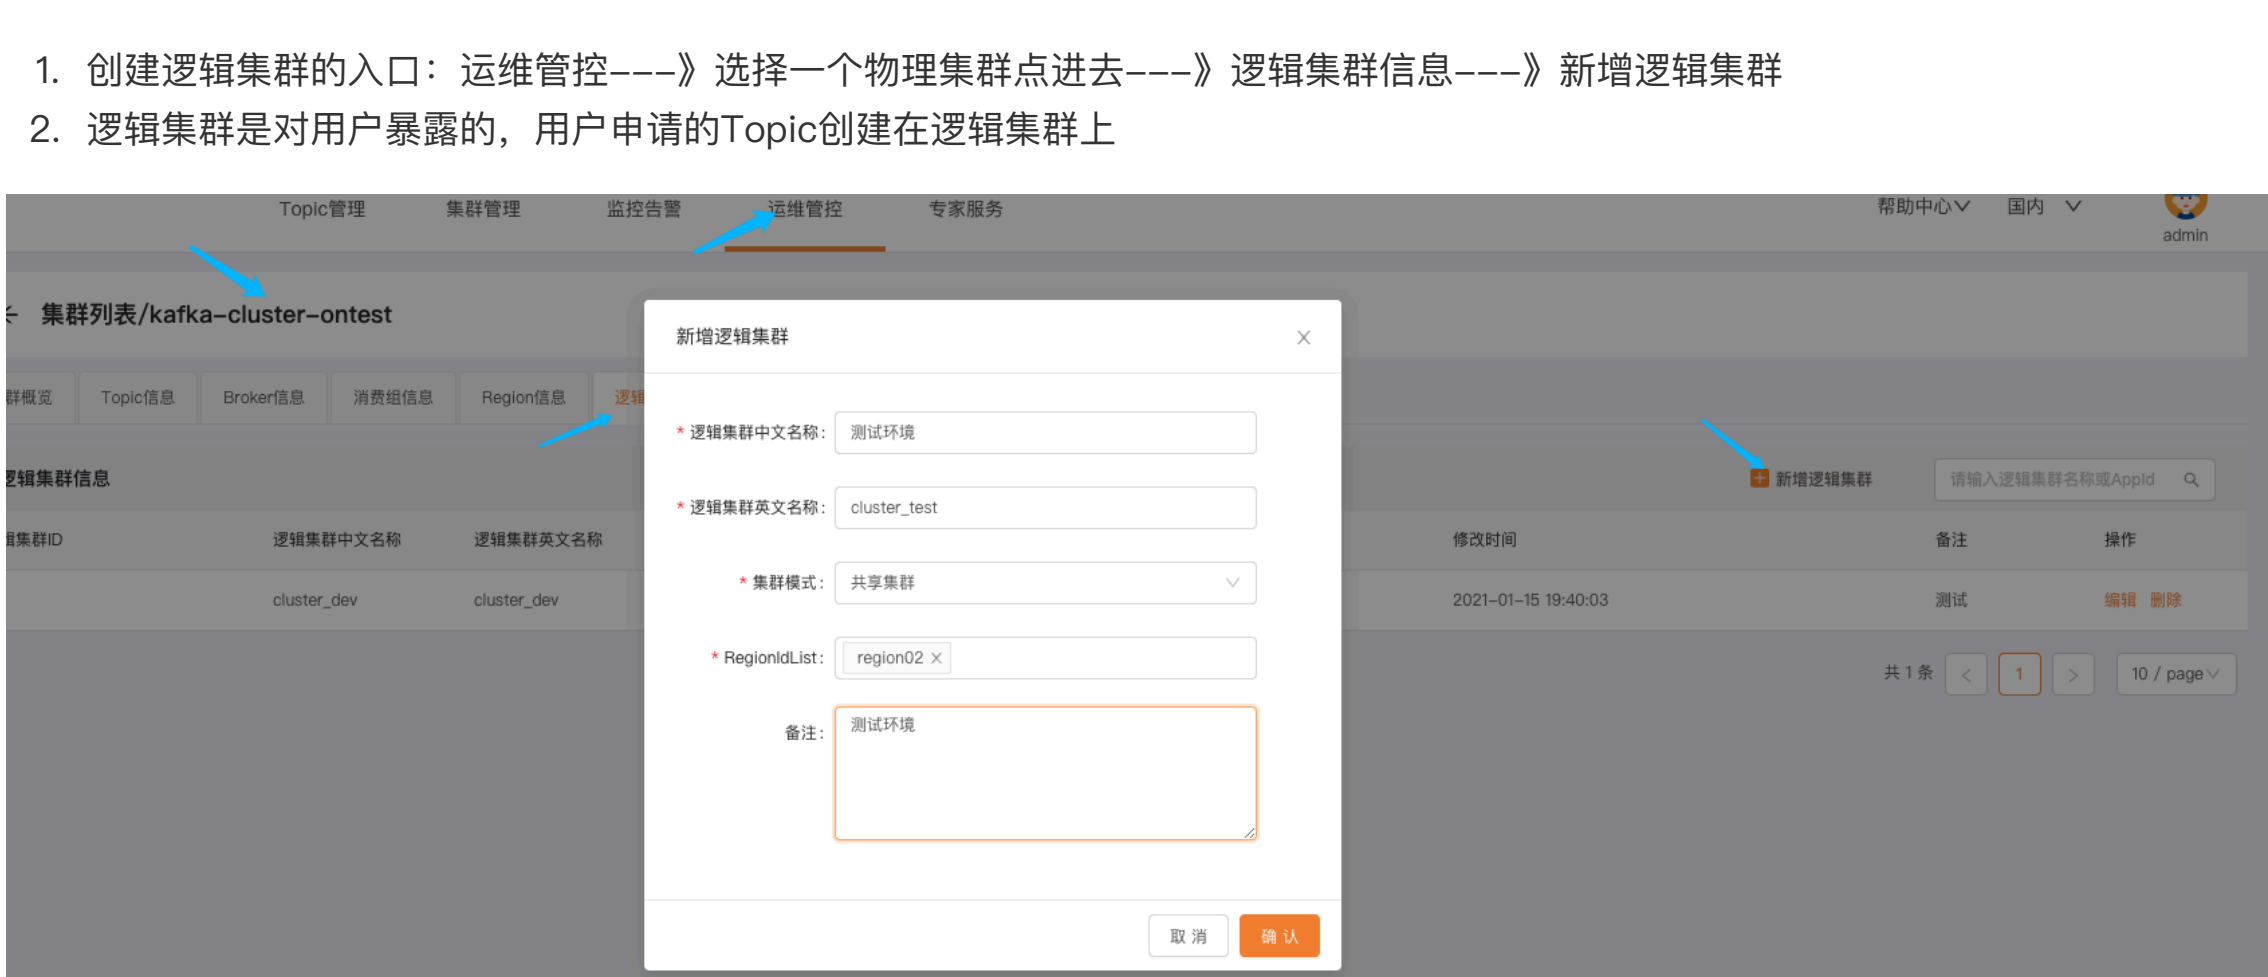 1. 创建逻辑集群的入口：运维管控---》选择一个物理集群点进去---》逻辑集群信息---》新增逻辑集群
2. 逻辑集群是对用户暴露的，用户申请的Topic创建在逻辑集群上
Topic管理 集群管理 监控告警 运维管控 专家服务 帮助中心 国内
admin
集群列表/kafka-cluster-ontest
新增逻辑集群
群概览 Topic信息 Broker信息 消费组信息 Region信息 逻辑
* 逻辑集群中文名称： 测试环境
逻辑集群信息 新增逻辑集群 请输入逻辑集群名称或AppId
* 逻辑集群英文名称： cluster_test
辑集群ID 逻辑集群中文名称 逻辑集群英文名称 修改时间 备注 操作
* 集群模式： 共享集群
cluster_dev cluster_dev 2021-01-15 19:40:03 测试 编辑 删除
* RegionIdList： region02 ×
共 1 条 < 1 > 10 / page
备注： 测试环境
取 消 确 认